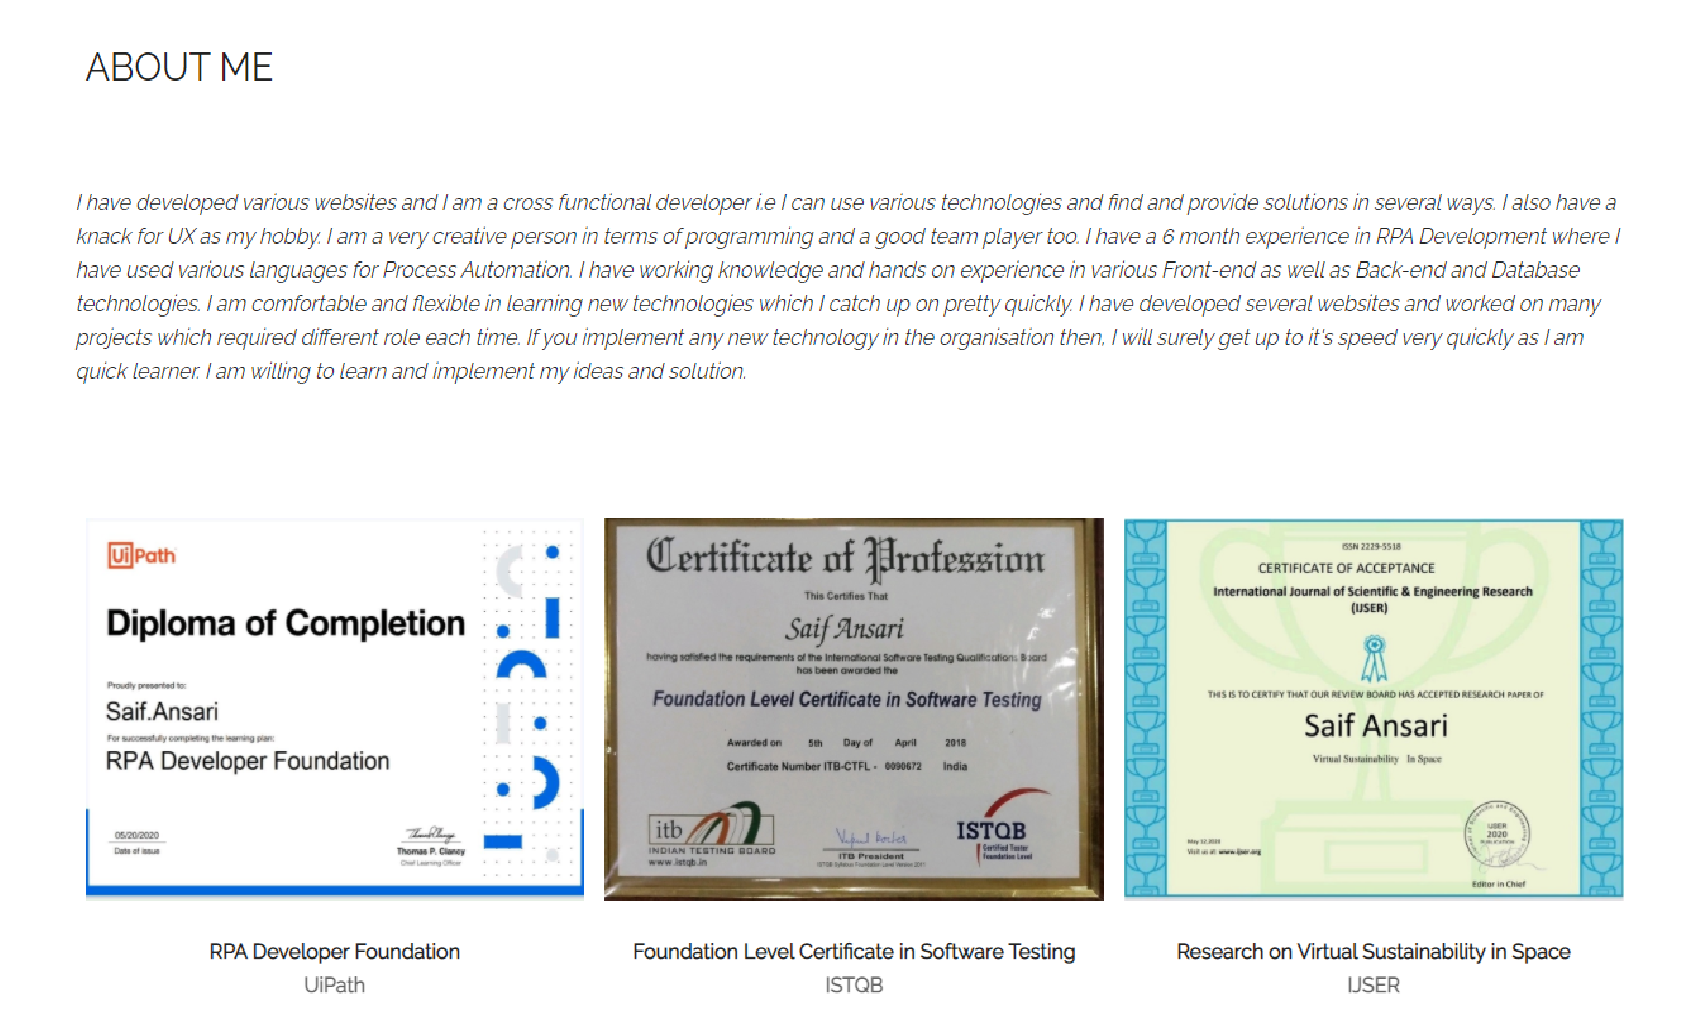 ABOUT ME
I have developed various websites and I am a cross functional developer i.e I can use various technologies and find and provide solutions in several ways. I also have a
knack for UX as my hobby. I am a very creative person in terms of programming and a good team player too. I have a 6 month experience in RPA Development where I
have used various languages for Process Automation. I have working knowledge and hands on experience in various Front-end as well as Back-end and Database
technologies. I am comfortable and flexible in learning new technologies which I catch up on pretty quickly. I have developed several websites and worked on many
projects which required different role each time. If you implement any new technology in the organisation then, I will surely get up to it's speed very quickly as I am
quick learner. I am willing to learn and implement my ideas and solution.
UiPath
Diploma of Completion
Proudly presented to:
Saif.Ansari
For successfully completing the learning plan:
RPA Developer Foundation
05/20/2020
Date of issue
Thomas P. Clancy
Chief Learning Officer
Certificate of Profession
This Certifies That
Saif Ansari
having satisfied the requirements of the International Software Testing Qualifications Board
has been awarded the
Foundation Level Certificate in Software Testing
Awarded on 5th Day of April 2018
Certificate Number ITB-CTFL - 0090672 India
itb
INDIAN TESTING BOARD
www.istqb.in
ITB President
ISTQB
Certified Tester
Foundation Level
ISSN 2229-5518
CERTIFICATE OF ACCEPTANCE
International Journal of Scientific & Engineering Research
(IJSER)
THIS IS TO CERTIFY THAT OUR REVIEW BOARD HAS ACCEPTED RESEARCH PAPER OF
Saif Ansari
Virtual Sustainability In Space
Visit us at: www.ijser.org
IJSER
2020
PUBLICATION
Editor in Chief
RPA Developer Foundation
UiPath
Foundation Level Certificate in Software Testing
ISTQB
Research on Virtual Sustainability in Space
IJSER